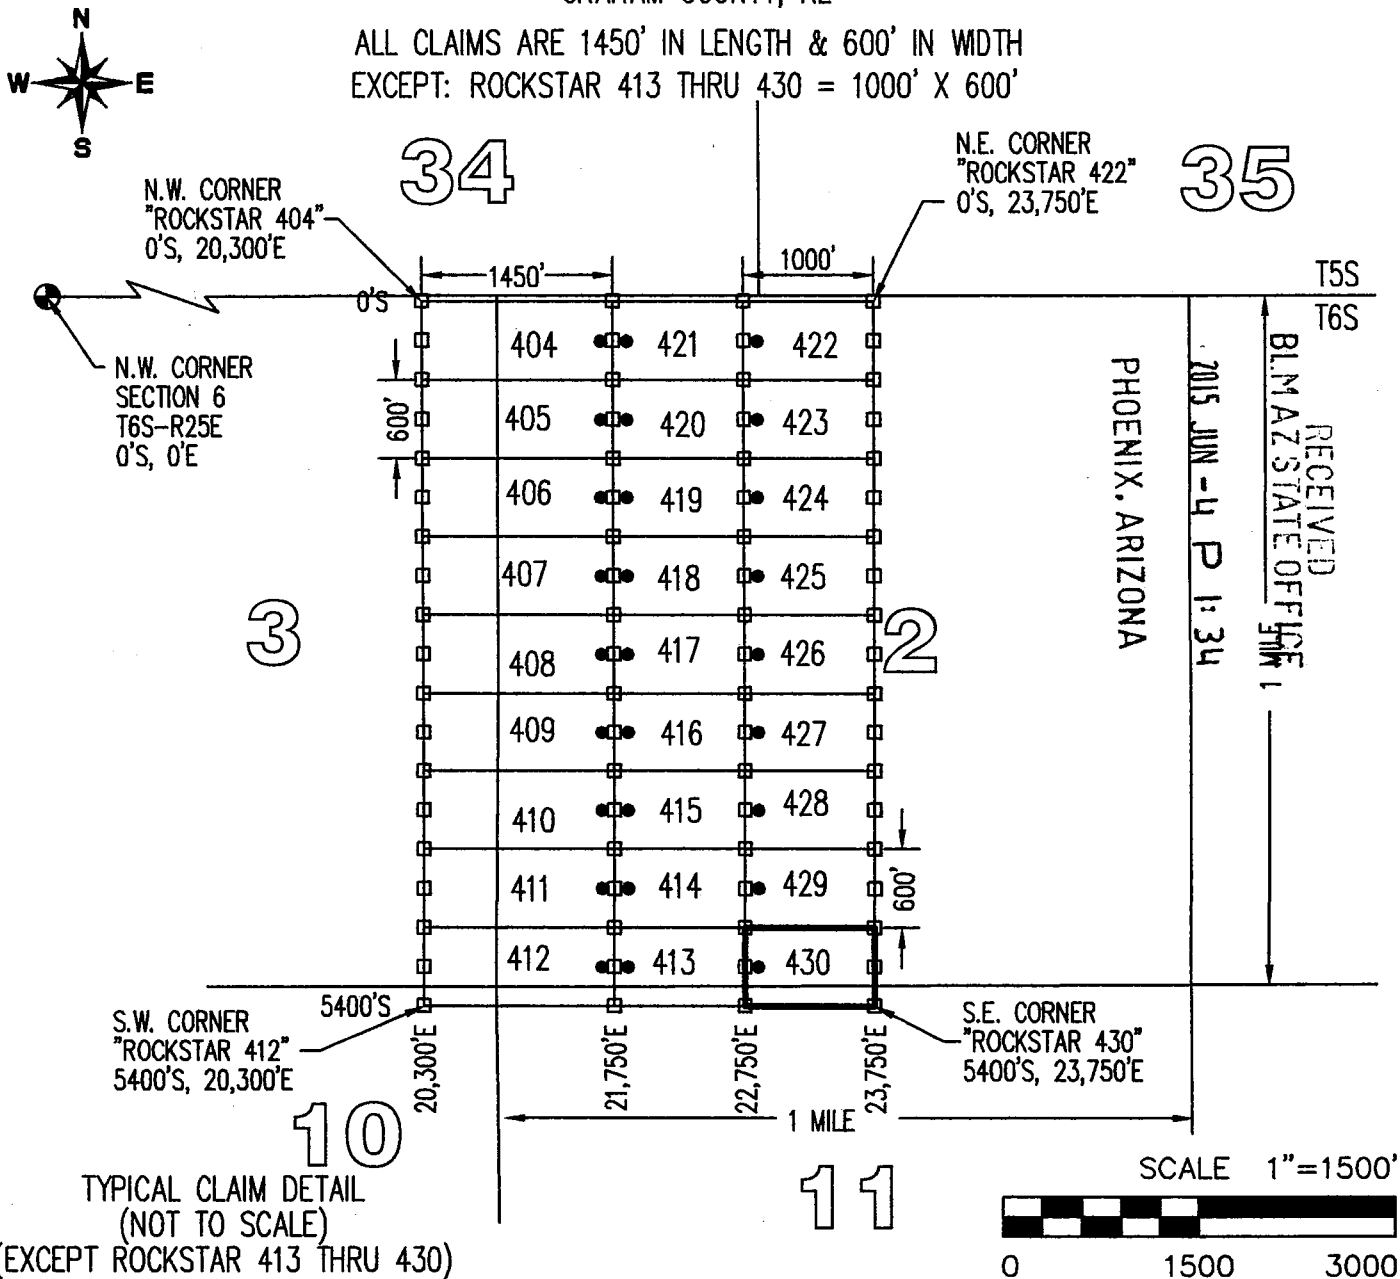 N
W E
S
ALL CLAIMS ARE 1450' IN LENGTH & 600' IN WIDTH
EXCEPT: ROCKSTAR 413 THRU 430 = 1000' X 600'
34
35
N.W. CORNER
"ROCKSTAR 404"
0'S, 20,300'E
N.E. CORNER
"ROCKSTAR 422"
0'S, 23,750'E
1450'
1000'
T5S
T6S
0'S
N.W. CORNER
SECTION 6
T6S-R25E
0'S, 0'E
600'
404 421 422
405 420 423
406 419 424
407 418 425
408 417 426
409 416 427
410 415 428
411 414 429
412 413 430
3
2
600'
RECEIVED
BLM AZ STATE OFFICE
2015 JUN -4 P 1:34
PHOENIX, ARIZONA
1 MILE
5400'S
S.W. CORNER
"ROCKSTAR 412"
5400'S, 20,300'E
20,300'E
21,750'E
22,750'E
23,750'E
S.E. CORNER
"ROCKSTAR 430"
5400'S, 23,750'E
1 MILE
10
11
TYPICAL CLAIM DETAIL
(NOT TO SCALE)
(EXCEPT ROCKSTAR 413 THRU 430)
SCALE 1"=1500'
0 1500 3000